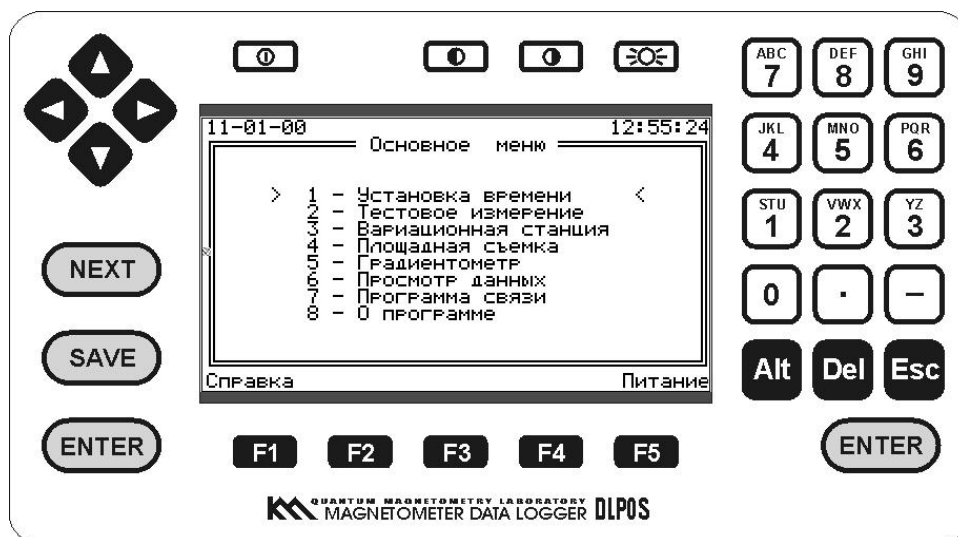 ABC DEF GHI
7 8 9
11-01-00 12:55:24
Основное меню
JKL MNO PQR
4 5 6
> 1 - Установка времени <
2 - Тестовое измерение
3 - Вариационная станция
4 - Площадная съемка
5 - Градиентометр
6 - Просмотр данных
7 - Программа связи
8 - О программе
STU VWX YZ
1 2 3
NEXT
0 . -
SAVE
Справка Питание
Alt Del Esc
ENTER
F1 F2 F3 F4 F5
ENTER
QUANTUM MAGNETOMETRY LABORATORY
MAGNETOMETER DATA LOGGER DLPOS